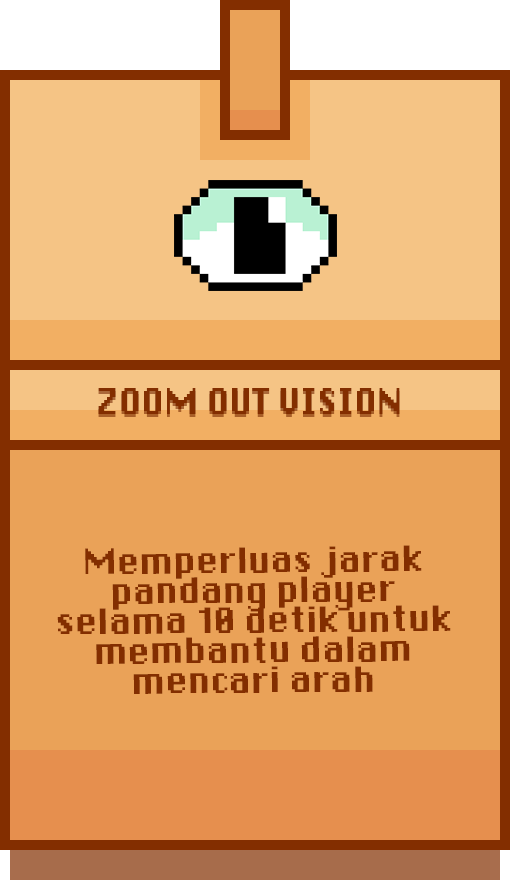 ZOOM OUT VISION
Memperluas jarak
pandang player
selama 10 detik untuk
membantu dalam
mencari arah